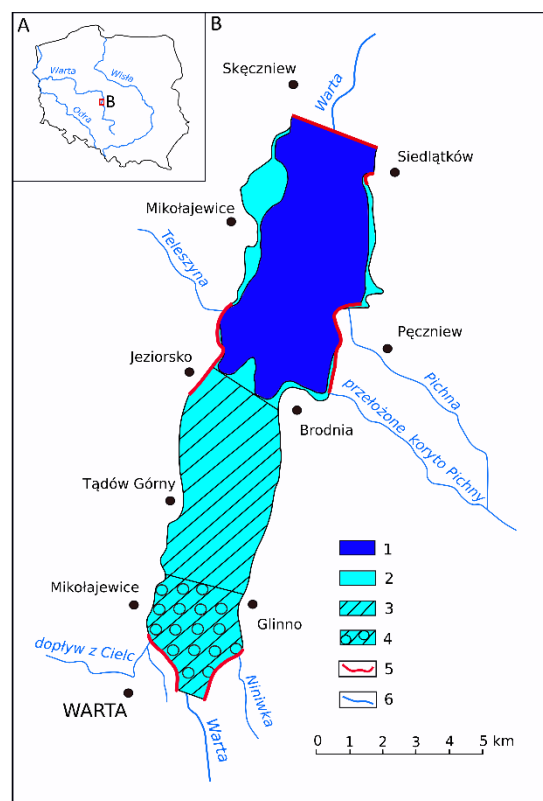 A
B
Warta
Wisła
B
Odra
Skęczniew
Warta
Siedlątków
Mikołajewice
Teleszyna
Pęczniew
Jeziorsko
Pichna
przełożone koryto Pichny
Brodnia
Tądów Górny
1
2
Mikołajewice
Glinno
3
4
dopływ z Cielc
5
Niniwka
6
WARTA
Warta
0 1 2 3 4 5 km